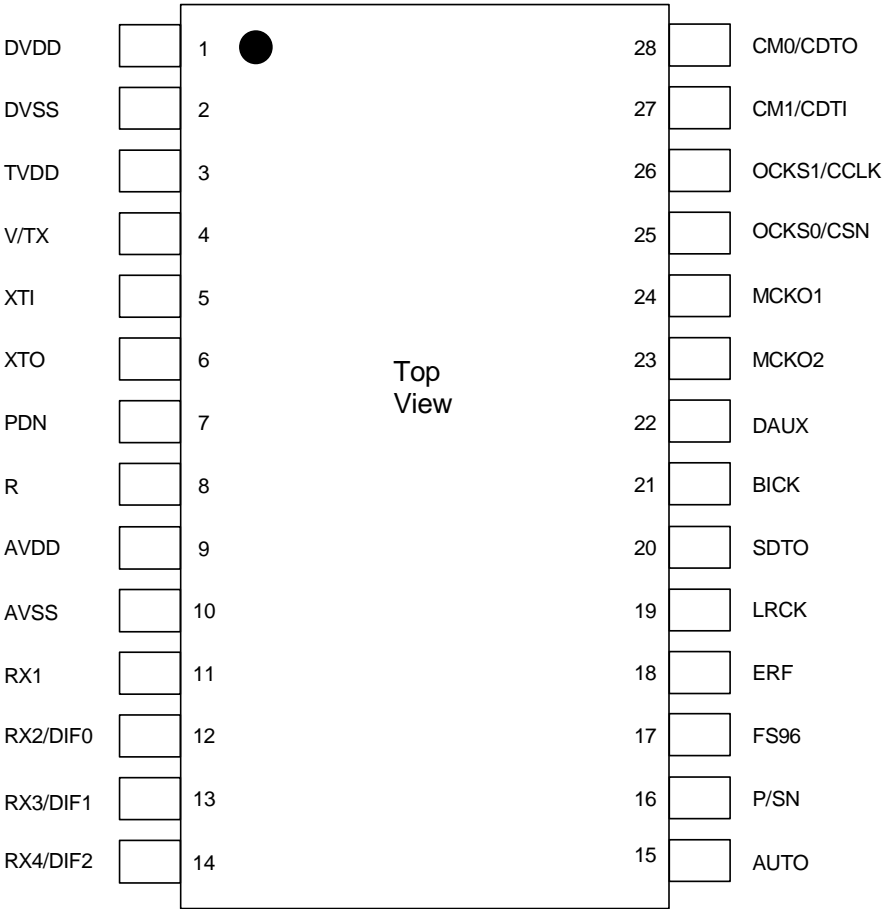 DVDD 1 28 CM0/CDTO
DVSS 2 27 CM1/CDTI
TVDD 3 26 OCKS1/CCLK
V/TX 4 25 OCKS0/CSN
XTI 5 24 MCKO1
XTO 6 23 MCKO2
Top
View
PDN 7 22 DAUX
R 8 21 BICK
AVDD 9 20 SDTO
AVSS 10 19 LRCK
RX1 11 18 ERF
RX2/DIF0 12 17 FS96
RX3/DIF1 13 16 P/SN
RX4/DIF2 14 15 AUTO